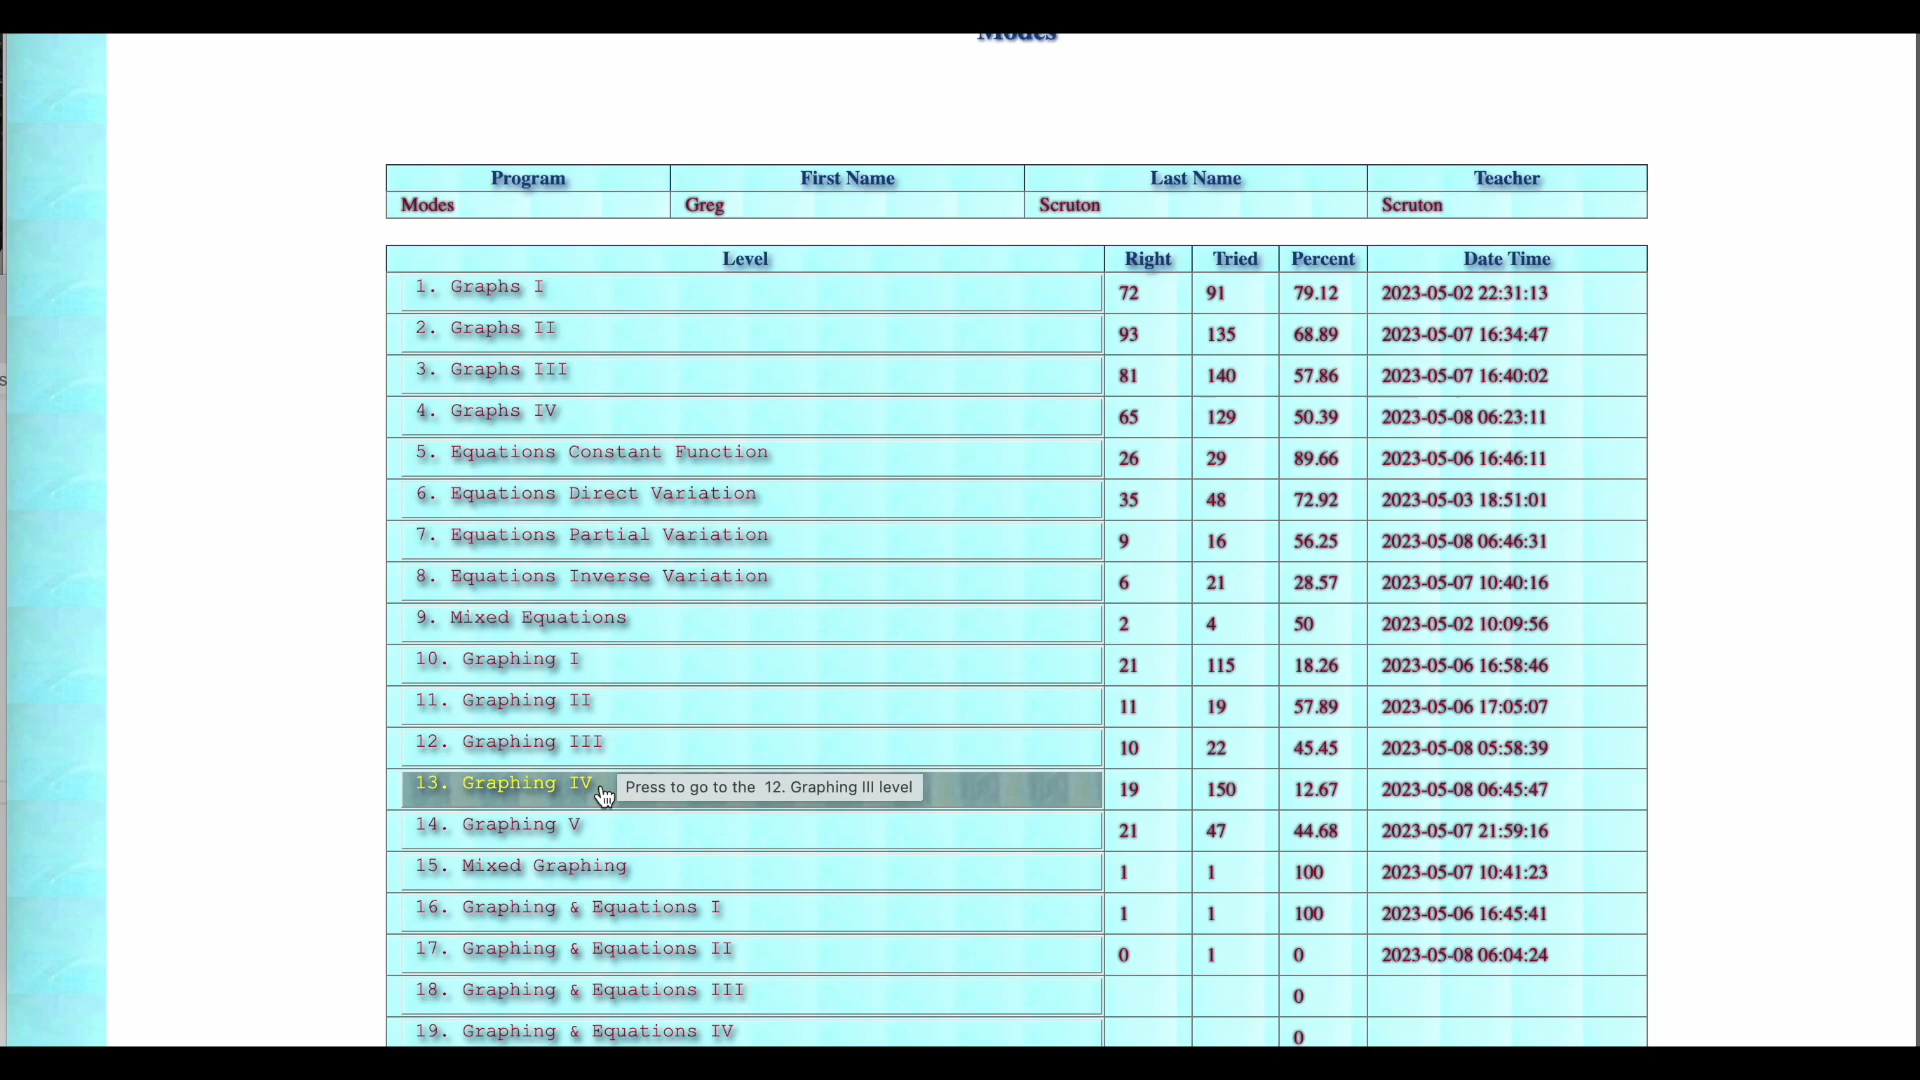 Modes
Program First Name Last Name Teacher
Modes Greg Scruton Scruton
Level Right Tried Percent Date Time
1. Graphs I 72 91 79.12 2023-05-02 22:31:13
2. Graphs II 93 135 68.89 2023-05-07 16:34:47
3. Graphs III 81 140 57.86 2023-05-07 16:40:02
4. Graphs IV 65 129 50.39 2023-05-08 06:23:11
5. Equations Constant Function 26 29 89.66 2023-05-06 16:46:11
6. Equations Direct Variation 35 48 72.92 2023-05-03 18:51:01
7. Equations Partial Variation 9 16 56.25 2023-05-08 06:46:31
8. Equations Inverse Variation 6 21 28.57 2023-05-07 10:40:16
9. Mixed Equations 2 4 50 2023-05-02 10:09:56
10. Graphing I 21 115 18.26 2023-05-06 16:58:46
11. Graphing II 11 19 57.89 2023-05-06 17:05:07
12. Graphing III 10 22 45.45 2023-05-08 05:58:39
13. Graphing IV Press to go to the 12. Graphing III level 19 150 12.67 2023-05-08 06:45:47
14. Graphing V 21 47 44.68 2023-05-07 21:59:16
15. Mixed Graphing 1 1 100 2023-05-07 10:41:23
16. Graphing & Equations I 1 1 100 2023-05-06 16:45:41
17. Graphing & Equations II 0 1 0 2023-05-08 06:04:24
18. Graphing & Equations III 0
19. Graphing & Equations IV 0